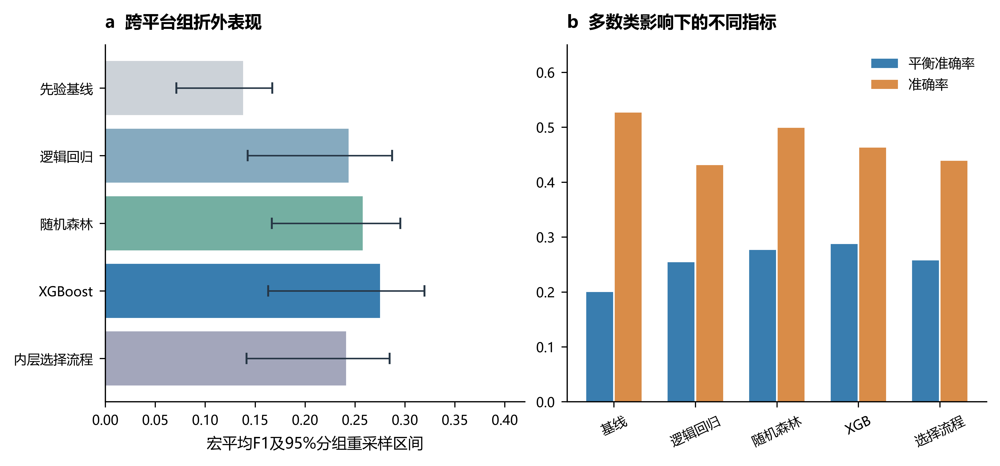 a 跨平台组折外表现
先验基线
逻辑回归
随机森林
XGBoost
内层选择流程
0.00 0.05 0.10 0.15 0.20 0.25 0.30 0.35 0.40
宏平均F1及95%分组重采样区间
b 多数类影响下的不同指标
平衡准确率
准确率
0.6
0.5
0.4
0.3
0.2
0.1
0.0
基线 逻辑回归 随机森林 XGB 选择流程